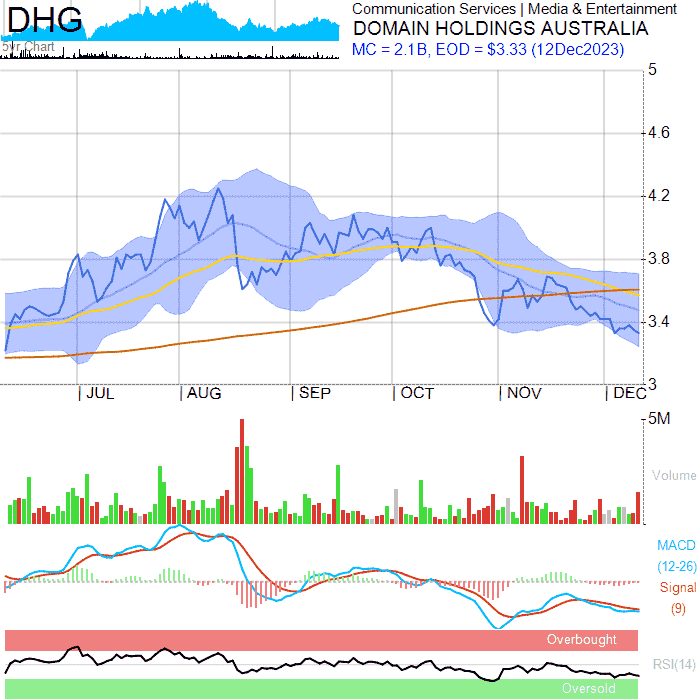 DHG
5yr Chart
Communication Services | Media & Entertainment
DOMAIN HOLDINGS AUSTRALIA
MC = 2.1B, EOD = $3.33 (12Dec2023)
5
4.6
4.2
3.8
3.4
3
| JUL | AUG | SEP | OCT | NOV | DEC
5M
Volume
MACD
(12-26)
Signal
(9)
Overbought
RSI(14)
Oversold